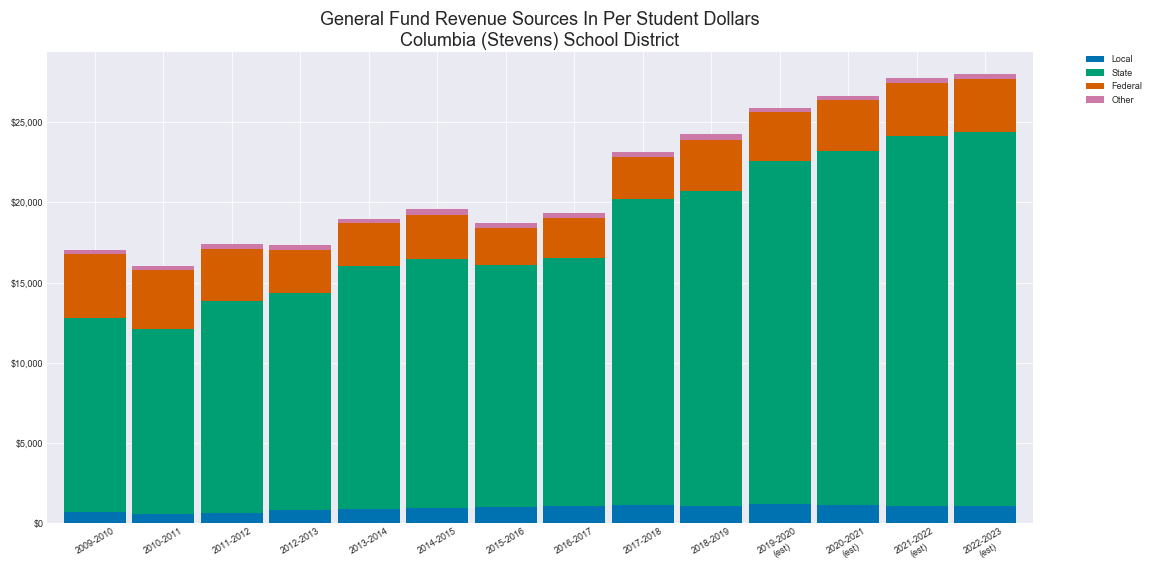 General Fund Revenue Sources In Per Student Dollars
Columbia (Stevens) School District
Local
State
Federal
Other
$25,000
$20,000
$15,000
$10,000
$5,000
$0
2009-2010
2010-2011
2011-2012
2012-2013
2013-2014
2014-2015
2015-2016
2016-2017
2017-2018
2018-2019
2019-2020
(est)
2020-2021
(est)
2021-2022
(est)
2022-2023
(est)